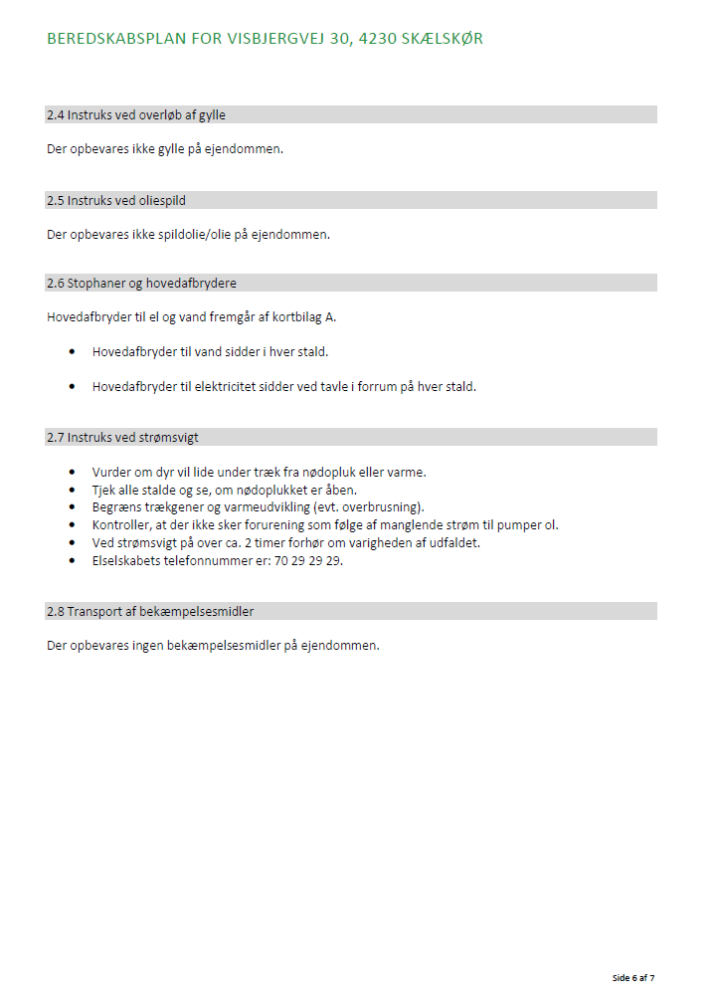 BEREDSKABSPLAN FOR VISBJERGVEJ 30, 4230 SKÆLSKØR
2.4 Instruks ved overløb af gylle
Der opbevares ikke gylle på ejendommen.
2.5 Instruks ved oliespild
Der opbevares ikke spildolie/olie på ejendommen.
2.6 Stophaner og hovedafbrydere
Hovedafbryder til el og vand fremgår af kortbilag A.
• Hovedafbryder til vand sidder i hver stald.
• Hovedafbryder til elektricitet sidder ved tavle i forrum på hver stald.
2.7 Instruks ved strømsvigt
• Vurder om dyr vil lide under træk fra nødopluk eller varme.
• Tjek alle stalde og se, om nødoplukket er åben.
• Begræns trækgener og varmeudvikling (evt. overbrusning).
• Kontroller, at der ikke sker forurening som følge af manglende strøm til pumper ol.
• Ved strømsvigt på over ca. 2 timer forhør om varigheden af udfaldet.
• Elselskabets telefonnummer er: 70 29 29 29.
2.8 Transport af bekæmpelsesmidler
Der opbevares ingen bekæmpelsesmidler på ejendommen.
Side 6 af 7